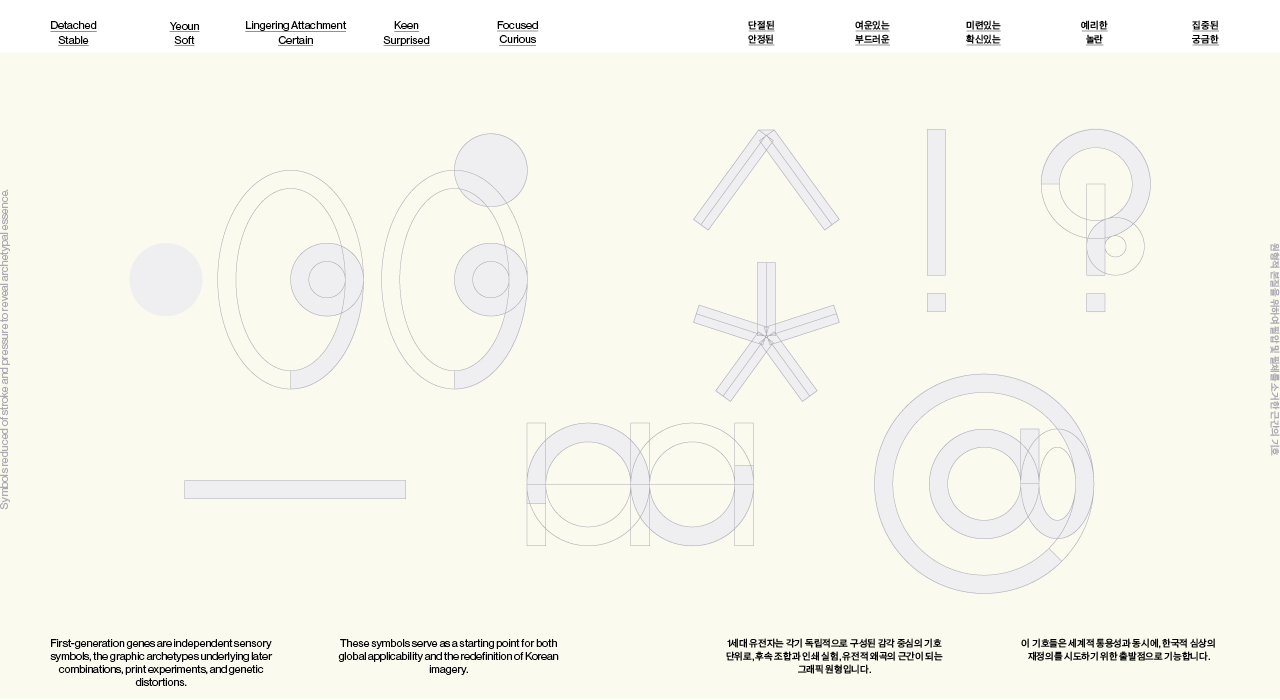 Detached
Stable
Yeoun
Soft
Lingering Attachment
Certain
Keen
Surprised
Focused
Curious
단절된
안정된
여운있는
부드러운
미련있는
확신있는
예리한
놀란
집중된
궁금한
Symbols reduced of stroke and pressure to reveal archetypal essence.
원형적 본질을 위하여 필압 및 필체를 소거한 근간의 기호
First-generation genes are independent sensory
symbols, the graphic archetypes underlying later
combinations, print experiments, and genetic
distortions.
These symbols serve as a starting point for both
global applicability and the redefinition of Korean
imagery.
1세대 유전자는 각기 독립적으로 구성된 감각 중심의 기호
단위로, 후속 조합과 인쇄 실험, 유전적 왜곡의 근간이 되는
그래픽 원형입니다.
이 기호들은 세계적 통용성과 동시에, 한국적 심상의
재정의를 시도하기 위한 출발점으로 기능합니다.